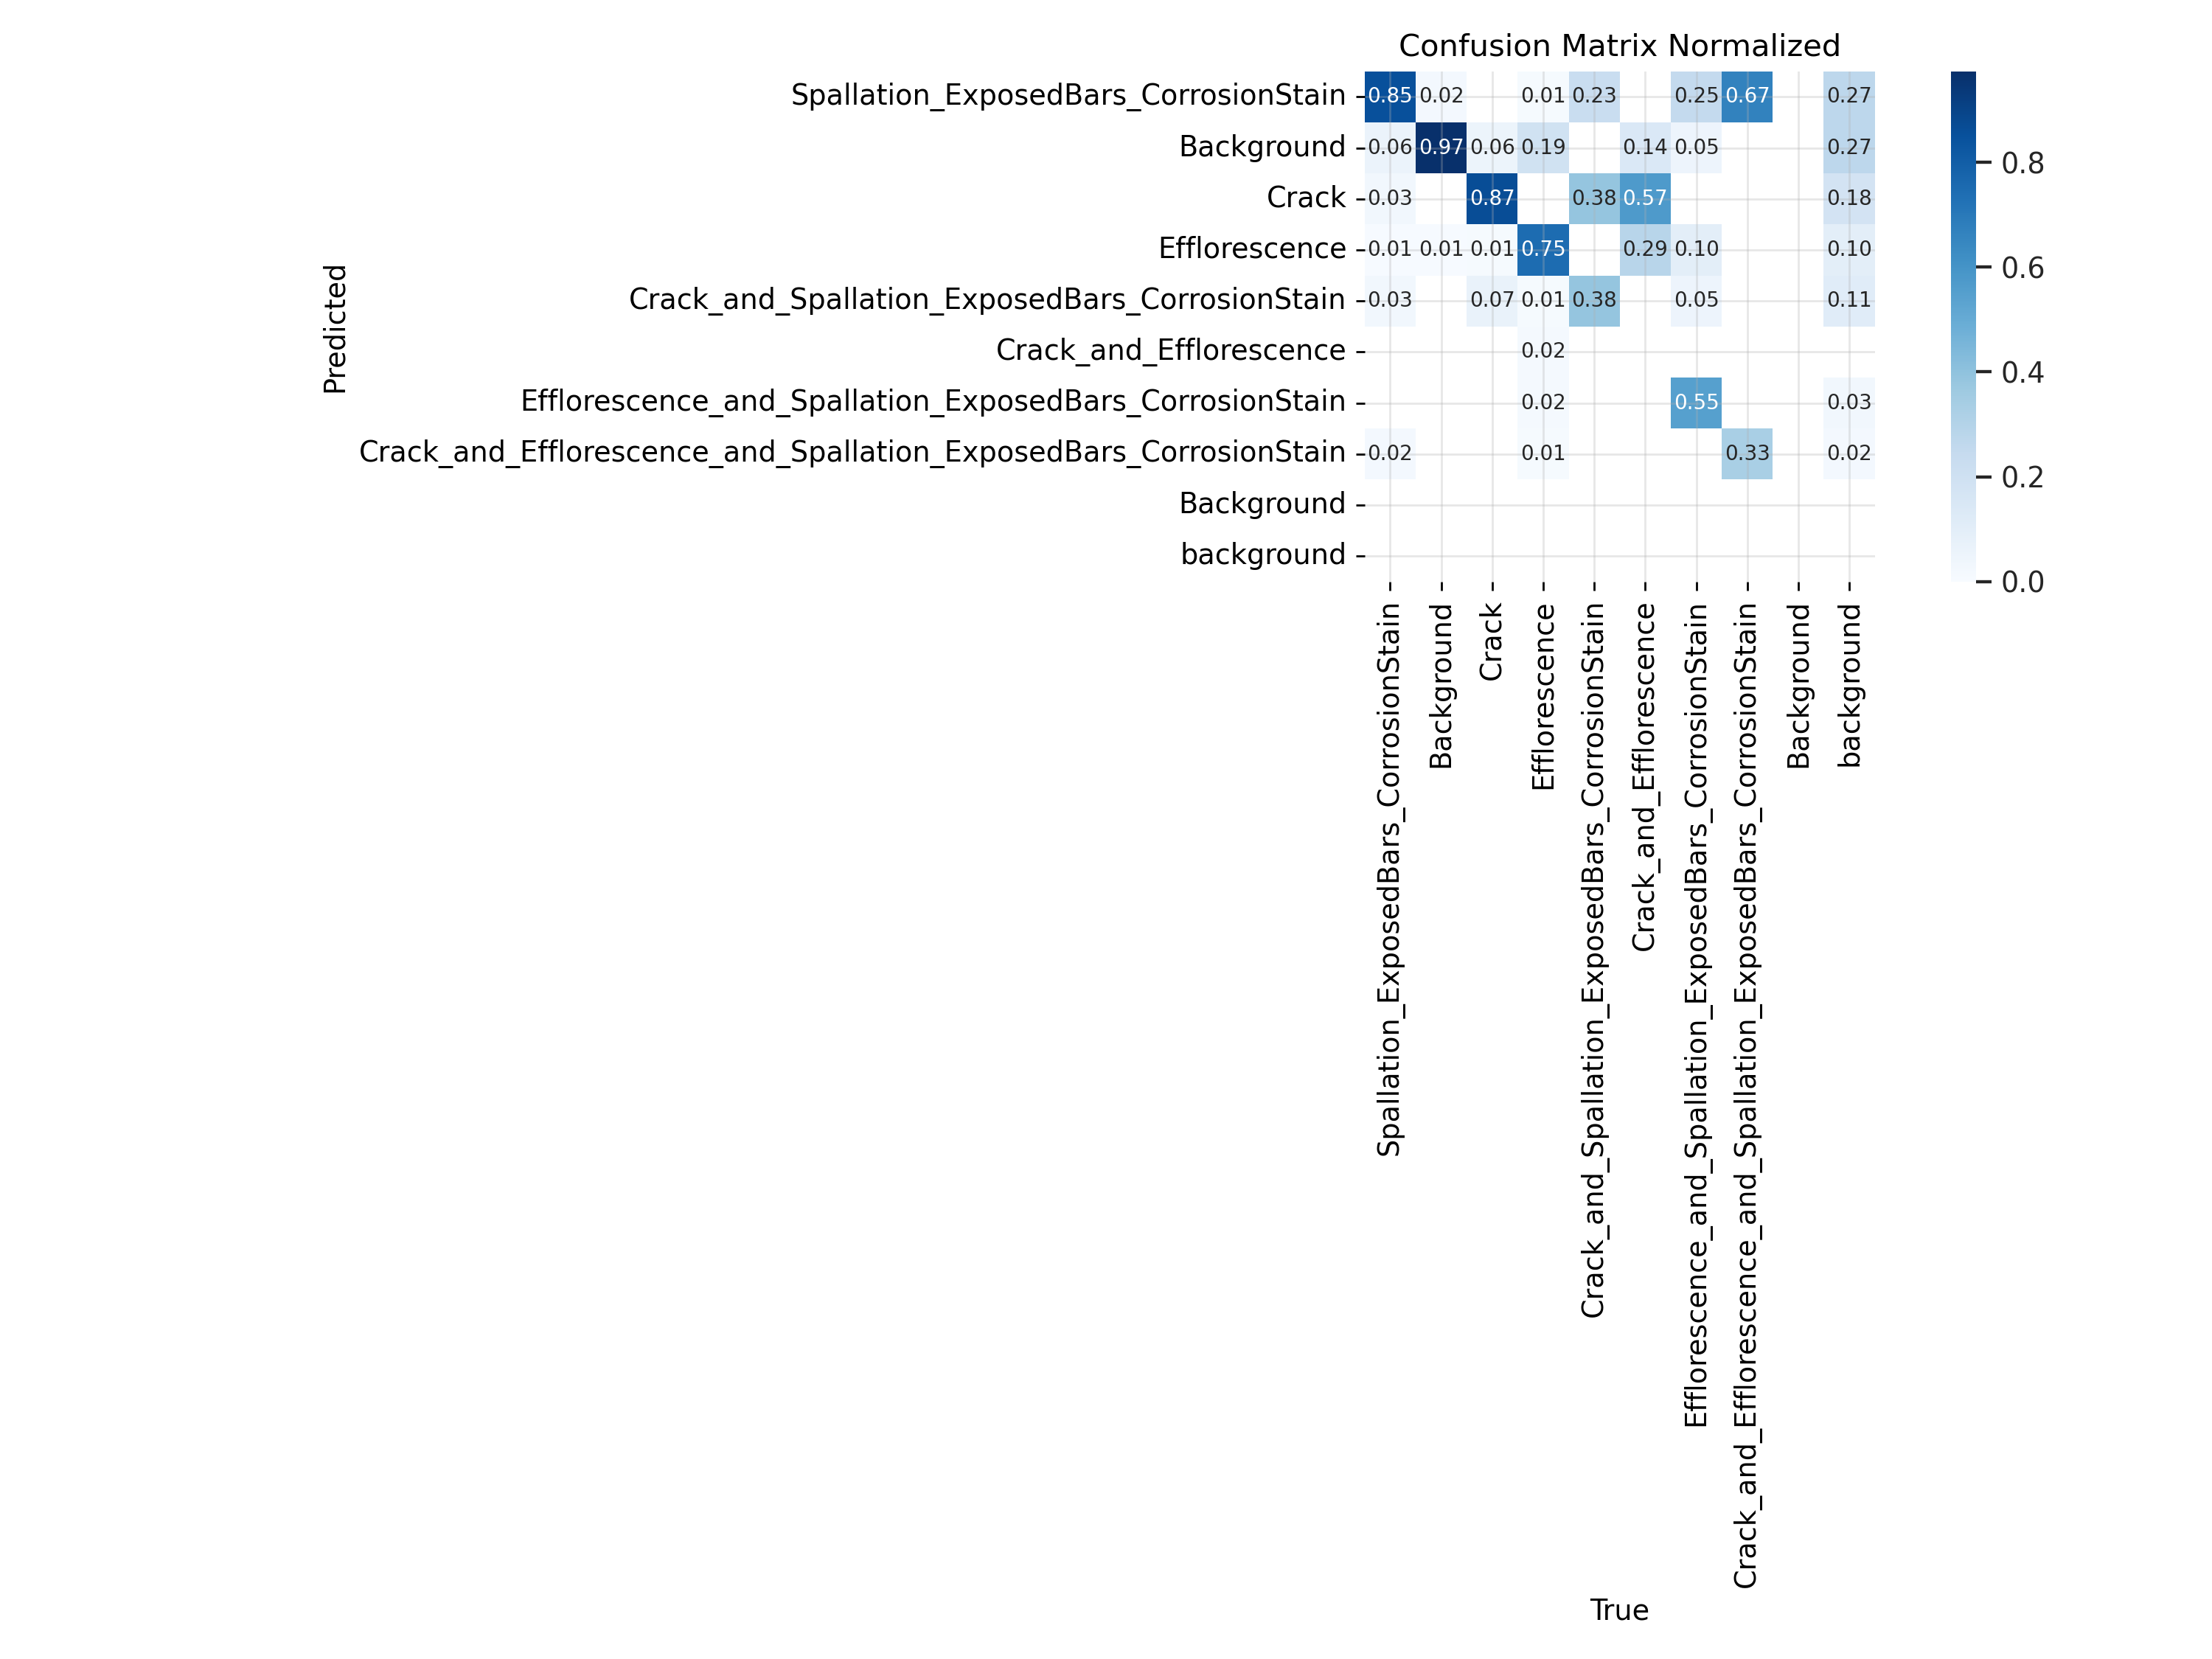 Confusion Matrix Normalized
Spallation_ExposedBars_CorrosionStain 0.85 0.02 0.01 0.23 0.25 0.67 0.27
Background 0.06 0.97 0.06 0.19 0.14 0.05 0.27
0.8
Crack 0.03 0.87 0.38 0.57 0.18
Efflorescence 0.01 0.01 0.01 0.75 0.29 0.10 0.10
0.6
Crack_and_Spallation_ExposedBars_CorrosionStain 0.03 0.07 0.01 0.38 0.05 0.11
Predicted
Crack_and_Efflorescence 0.02
0.4
Efflorescence_and_Spallation_ExposedBars_CorrosionStain 0.02 0.55 0.03
Crack_and_Efflorescence_and_Spallation_ExposedBars_CorrosionStain 0.02 0.01 0.33 0.02
0.2
Background
background
0.0
Spallation_ExposedBars_CorrosionStain
Background
Crack
Efflorescence
Crack_and_Spallation_ExposedBars_CorrosionStain
Crack_and_Efflorescence
Efflorescence_and_Spallation_ExposedBars_CorrosionStain
Crack_and_Efflorescence_and_Spallation_ExposedBars_CorrosionStain
Background
background
True